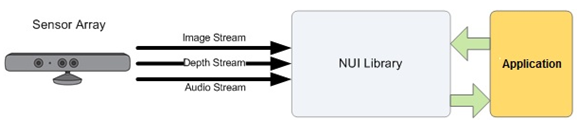 Sensor Array
Image Stream
Depth Stream
Audio Stream
NUI Library
Application